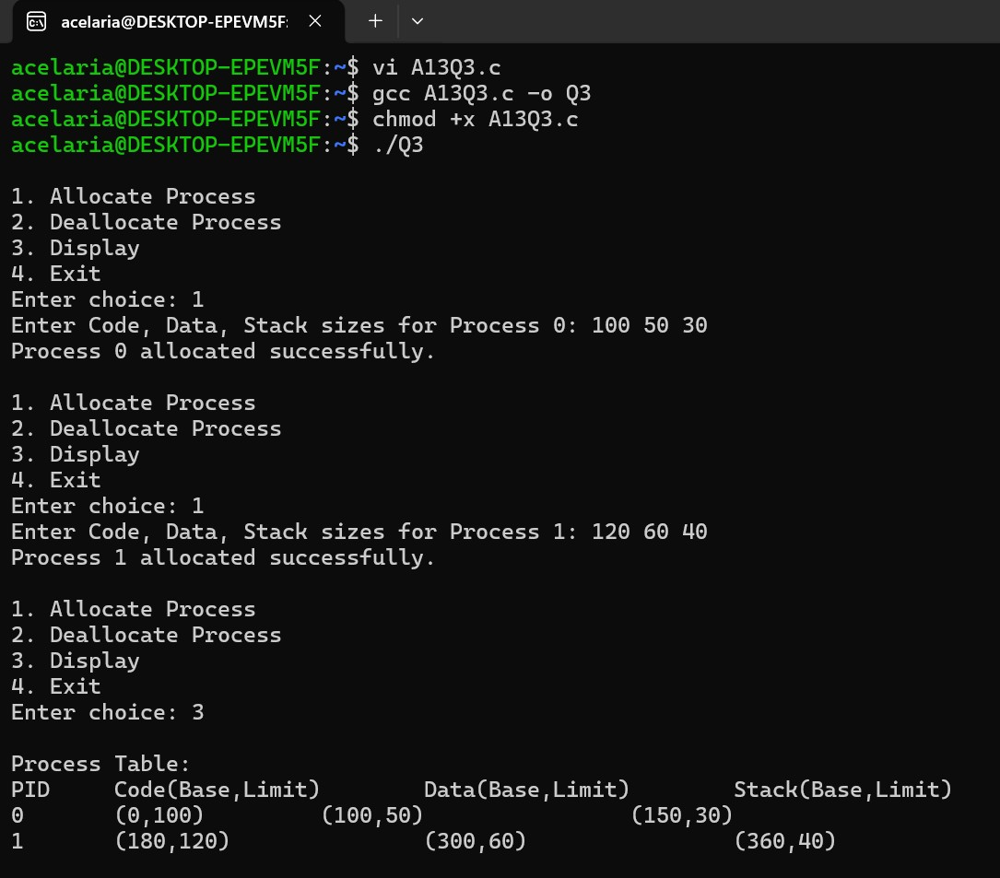 acelaria@DESKTOP-EPEVM5F:
acelaria@DESKTOP-EPEVM5F:~$ vi A13Q3.c
acelaria@DESKTOP-EPEVM5F:~$ gcc A13Q3.c -o Q3
acelaria@DESKTOP-EPEVM5F:~$ chmod +x A13Q3.c
acelaria@DESKTOP-EPEVM5F:~$ ./Q3

1. Allocate Process
2. Deallocate Process
3. Display
4. Exit
Enter choice: 1
Enter Code, Data, Stack sizes for Process 0: 100 50 30
Process 0 allocated successfully.

1. Allocate Process
2. Deallocate Process
3. Display
4. Exit
Enter choice: 1
Enter Code, Data, Stack sizes for Process 1: 120 60 40
Process 1 allocated successfully.

1. Allocate Process
2. Deallocate Process
3. Display
4. Exit
Enter choice: 3

Process Table:
PID     Code(Base,Limit)        Data(Base,Limit)        Stack(Base,Limit)
0       (0,100)         (100,50)                (150,30)
1       (180,120)               (300,60)                (360,40)